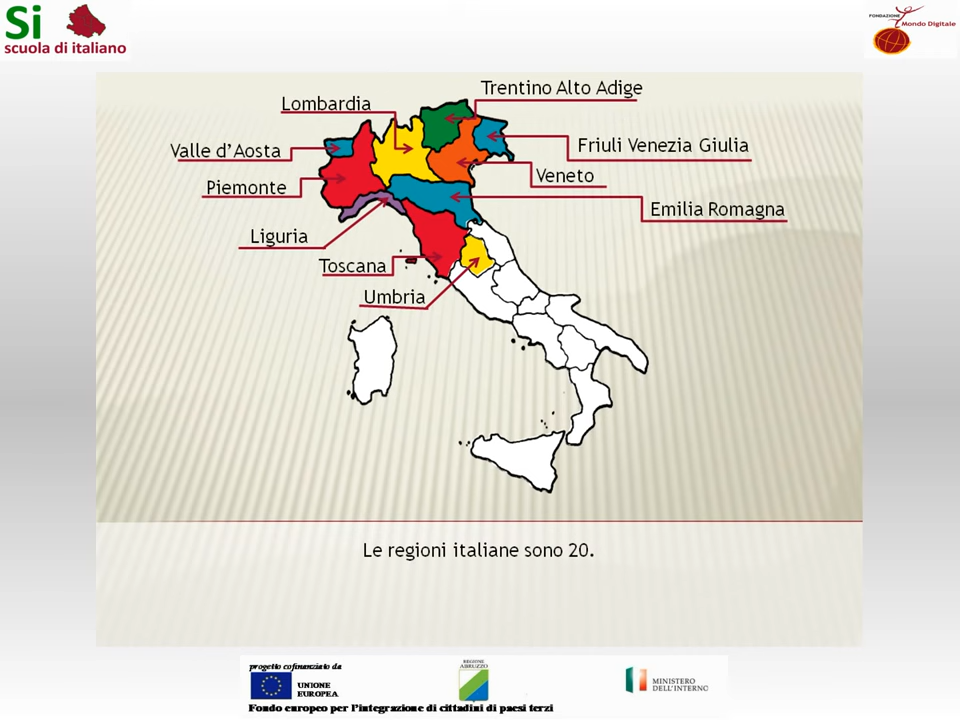 Si
scuola di italiano
FONDAZIONE
Mondo Digitale
Trentino Alto Adige
Lombardia
Valle d'Aosta
Friuli Venezia Giulia
Piemonte
Veneto
Emilia Romagna
Liguria
Toscana
Umbria
Le regioni italiane sono 20.
progetto cofinanziato da
UNIONE
EUROPEA
REGIONE
ABRUZZO
MINISTERO
DELL'INTERNO
Fondo europeo per l'integrazione di cittadini di paesi terzi